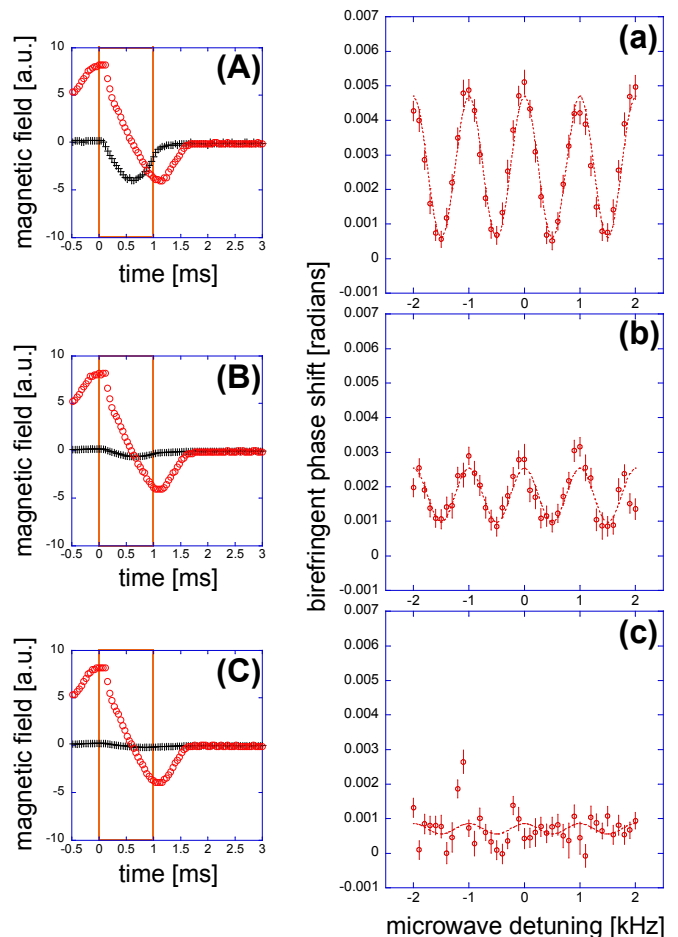 (A)
magnetic field [a.u.]
10
5
0
-5
-10
-0.5 0 0.5 1 1.5 2 2.5 3
time [ms]
(B)
magnetic field [a.u.]
10
5
0
-5
-10
-0.5 0 0.5 1 1.5 2 2.5 3
time [ms]
(C)
magnetic field [a.u.]
10
5
0
-5
-10
-0.5 0 0.5 1 1.5 2 2.5 3
time [ms]
birefringent phase shift [radians]
(a)
0.007
0.006
0.005
0.004
0.003
0.002
0.001
0
-0.001
-2 -1 0 1 2
(b)
0.007
0.006
0.005
0.004
0.003
0.002
0.001
0
-0.001
-2 -1 0 1 2
(c)
0.007
0.006
0.005
0.004
0.003
0.002
0.001
0
-0.001
-2 -1 0 1 2
microwave detuning [kHz]